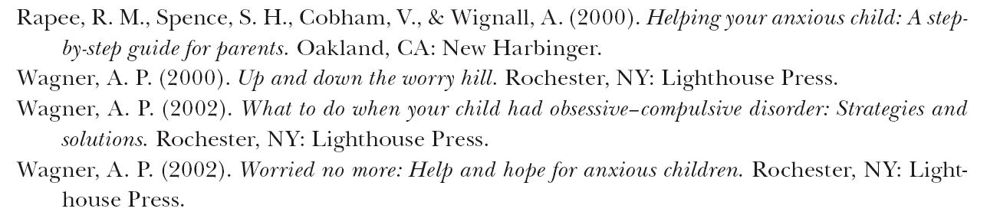 Rapee, R. M., Spence, S. H., Cobham, V., & Wignall, A. (2000). Helping your anxious child: A step-
by-step guide for parents. Oakland, CA: New Harbinger.
Wagner, A. P. (2000). Up and down the worry hill. Rochester, NY: Lighthouse Press.
Wagner, A. P. (2002). What to do when your child had obsessive–compulsive disorder: Strategies and
solutions. Rochester, NY: Lighthouse Press.
Wagner, A. P. (2002). Worried no more: Help and hope for anxious children. Rochester, NY: Light-
house Press.